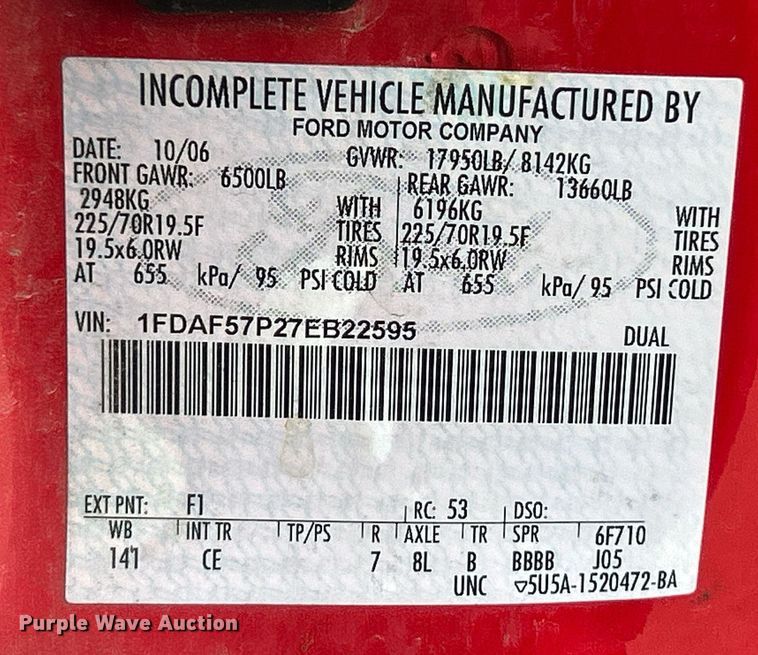 INCOMPLETE VEHICLE MANUFACTURED BY
FORD MOTOR COMPANY
DATE: 10/06 GVWR: 17950LB/ 8142KG
FRONT GAWR: 6500LB REAR GAWR: 13660LB
2948KG WITH 6196KG WITH
225/70R19.5F TIRES 225/70R19.5F TIRES
19.5x6.0RW RIMS 19.5x6.0RW RIMS
AT 655 kPa/ 95 PSI COLD AT 655 kPa/ 95 PSI COLD
VIN: 1FDAF57P27EB22595 DUAL
EXT PNT: F1 RC: 53 DSO:
WB INT TR TP/PS R AXLE TR SPR 6F710
141 CE 7 8L B BBBB J05
UNC ▽5U5A-1520472-BA
Purple Wave Auction